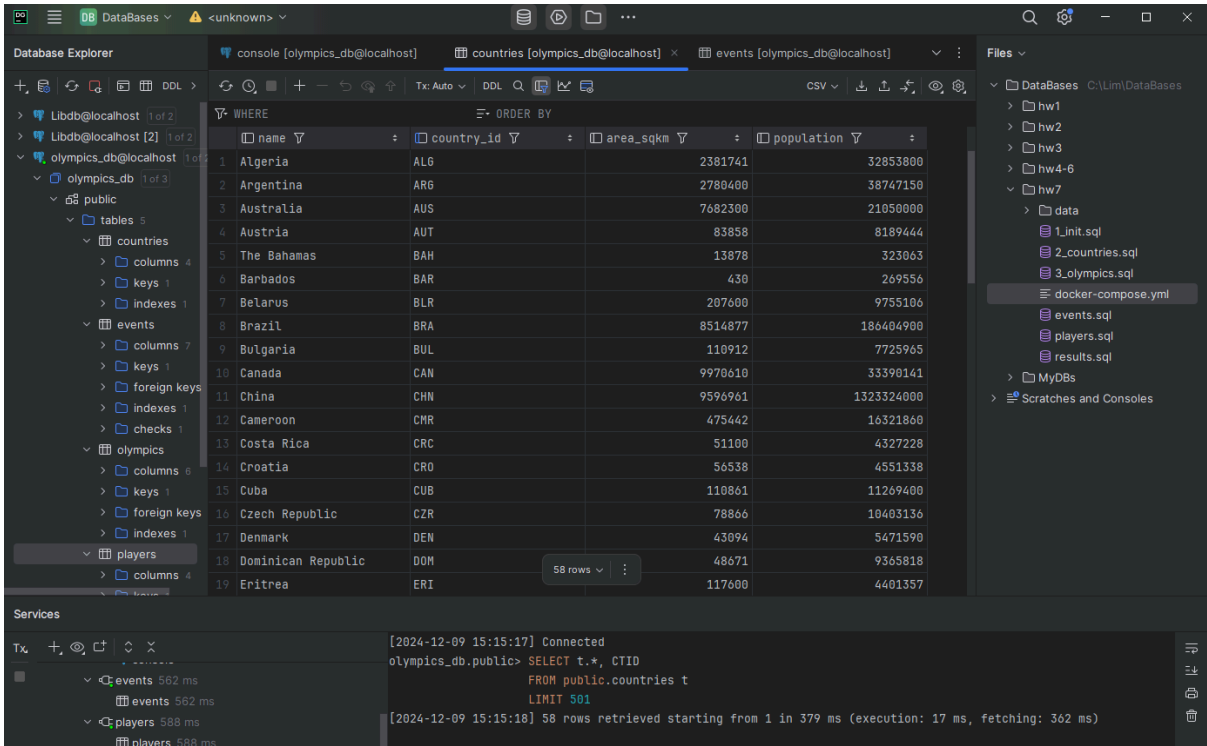 DB DataBases <unknown>
Database Explorer
console [olympics_db@localhost] countries [olympics_db@localhost] events [olympics_db@localhost]
Files
DDL
Tx: Auto DDL CSV
WHERE ORDER BY
Libdb@localhost 1 of 2
Libdb@localhost [2] 1 of 2
olympics_db@localhost 1 of
olympics_db 1 of 3
public
tables 5
countries
columns 4
keys 1
indexes 1
events
columns 7
keys 1
foreign keys
indexes 1
checks 1
olympics
columns 6
keys 1
foreign keys
indexes 1
players
columns 4
name country_id area_sqkm population
1 Algeria ALG 2381741 32853800
2 Argentina ARG 2780400 38747150
3 Australia AUS 7682300 21050000
4 Austria AUT 83858 8189444
5 The Bahamas BAH 13878 323063
6 Barbados BAR 430 269556
7 Belarus BLR 207600 9755106
8 Brazil BRA 8514877 186404900
9 Bulgaria BUL 110912 7725965
10 Canada CAN 9970610 33390141
11 China CHN 9596961 1323324000
12 Cameroon CMR 475442 16321860
13 Costa Rica CRC 51100 4327228
14 Croatia CRO 56538 4551338
15 Cuba CUB 110861 11269400
16 Czech Republic CZR 78866 10403136
17 Denmark DEN 43094 5471590
18 Dominican Republic DOM 48671 9365818
19 Eritrea ERI 117600 4401357
58 rows
DataBases C:\Lim\DataBases
hw1
hw2
hw3
hw4-6
hw7
data
1_init.sql
2_countries.sql
3_olympics.sql
docker-compose.yml
events.sql
players.sql
results.sql
MyDBs
Scratches and Consoles
Services
Tx
events 562 ms
events 562 ms
players 588 ms
players 588 ms
[2024-12-09 15:15:17] Connected
olympics_db.public> SELECT t.*, CTID
FROM public.countries t
LIMIT 501
[2024-12-09 15:15:18] 58 rows retrieved starting from 1 in 379 ms (execution: 17 ms, fetching: 362 ms)